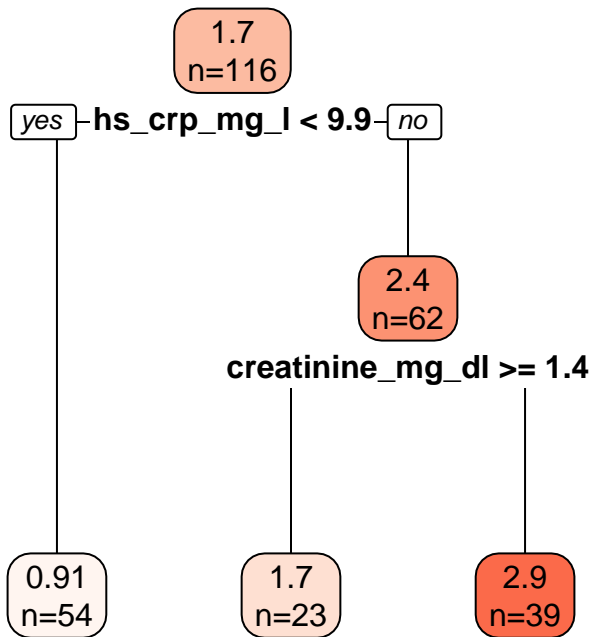 1.7
n=116
yes hs_crp_mg_l < 9.9 no
2.4
n=62
creatinine_mg_dl >= 1.4
0.91
n=54
1.7
n=23
2.9
n=39